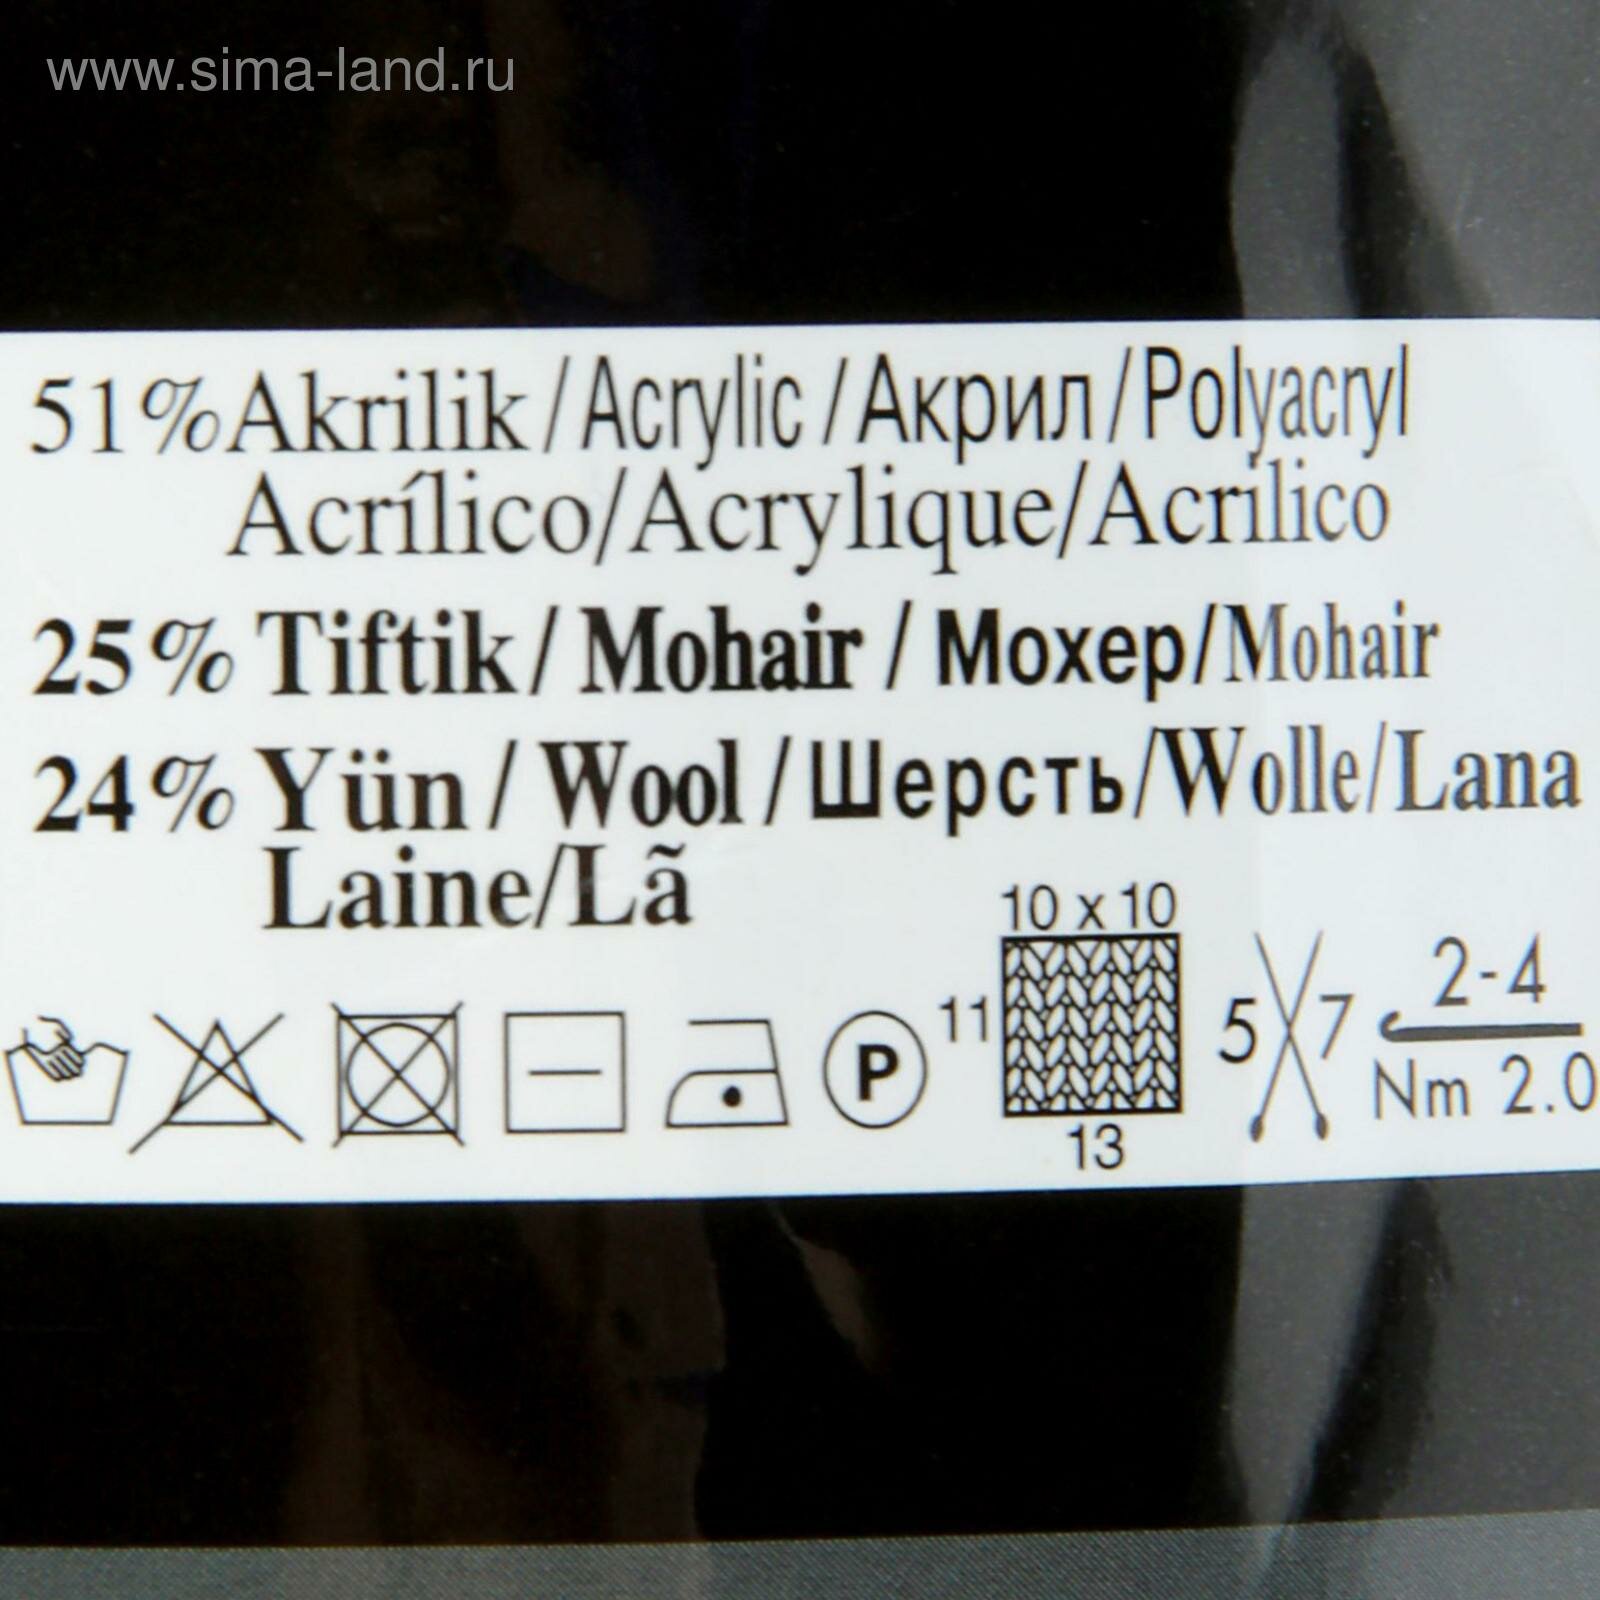 www.sima-land.ru
51% Akrilik / Acrylic / Акрил / Polyacryl
Acrílico/Acrylique/Acrilico
25% Tiftik / Mohair / Мохер/Mohair
24% Yün / Wool / Шерсть/Wolle/Lana
Laine/Lã
10 x 10
11
13
5 7
2-4
Nm 2.0
P